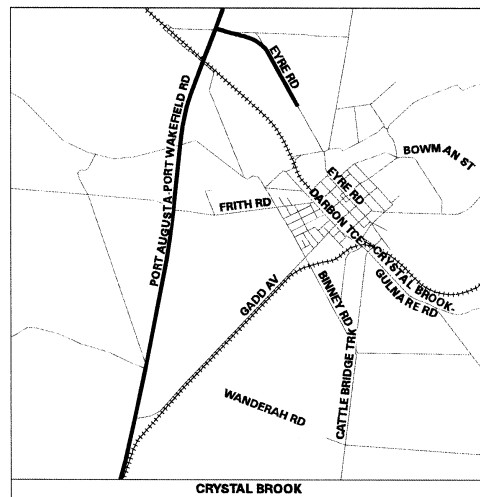 EYRE RD
PORT AUGUSTA-PORT WAKEFIELD RD
BOWMAN ST
EYRE RD
FRITH RD
DARBON TCE
CRYSTAL BROOK-
GULNARE RD
GADD AV
BINNEY RD
CATTLE BRIDGE TRK
WANDERAH RD
CRYSTAL BROOK